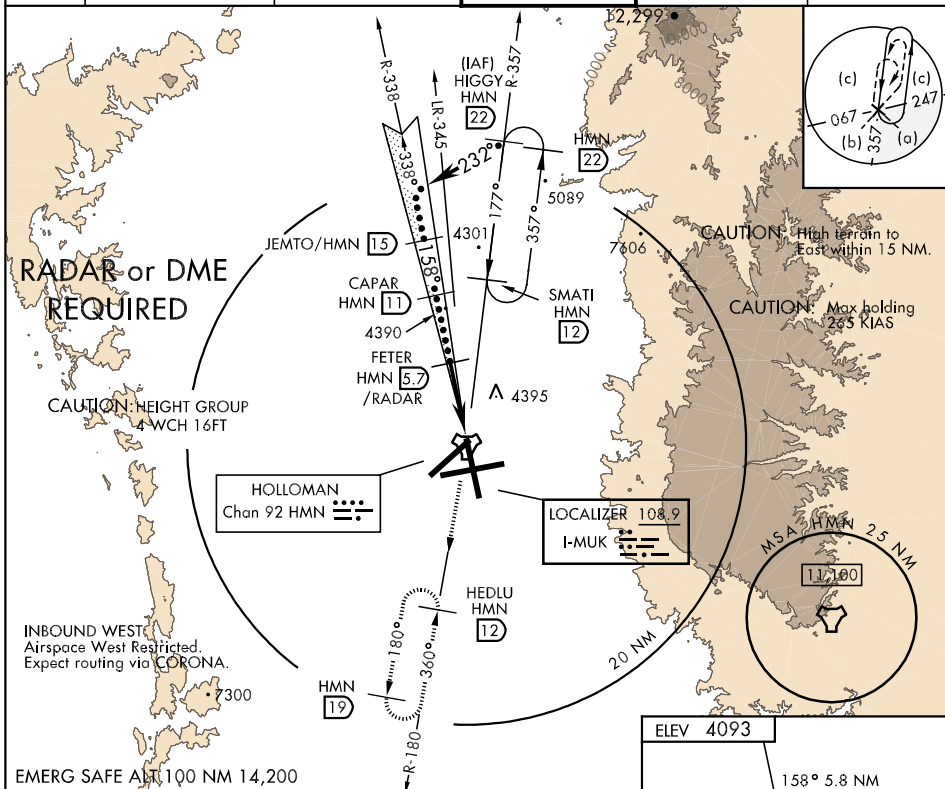 12,299
10,000
6000
8000
R-338
LR-345
R-357
(IAF)
HIGGY
HMN
22
HMN
22
(c)
(c)
067
247
(b)
(a)
357
338°
232°
177°
357°
5089
4301
7606
JEMTO/HMN 15
158°
CAPAR
HMN 11
4390
SMATI
HMN
12
FETER
HMN 5.7
/RADAR
4395
RADAR or DME
REQUIRED
CAUTION: High terrain to
East within 15 NM.
CAUTION: Max holding
265 KIAS
CAUTION: HEIGHT GROUP
4 WCH 16FT
HOLLOMAN
Chan 92 HMN
LOCALIZER 108.9
I-MUK
MSA HMN 25 NM
11,100
HEDLU
HMN
12
180°
360°
HMN
19
R-180
20 NM
INBOUND WEST:
Airspace West Restricted.
Expect routing via CORONA.
7300
EMERG SAFE ALT 100 NM 14,200
ELEV 4093
158° 5.8 NM